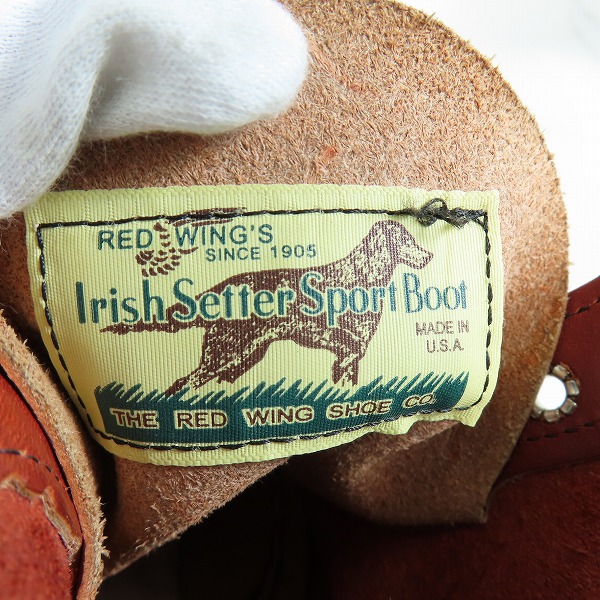 RED WING'S
SINCE 1905
Irish Setter Sport Boot
MADE IN
U.S.A.
THE RED WING SHOE CO.